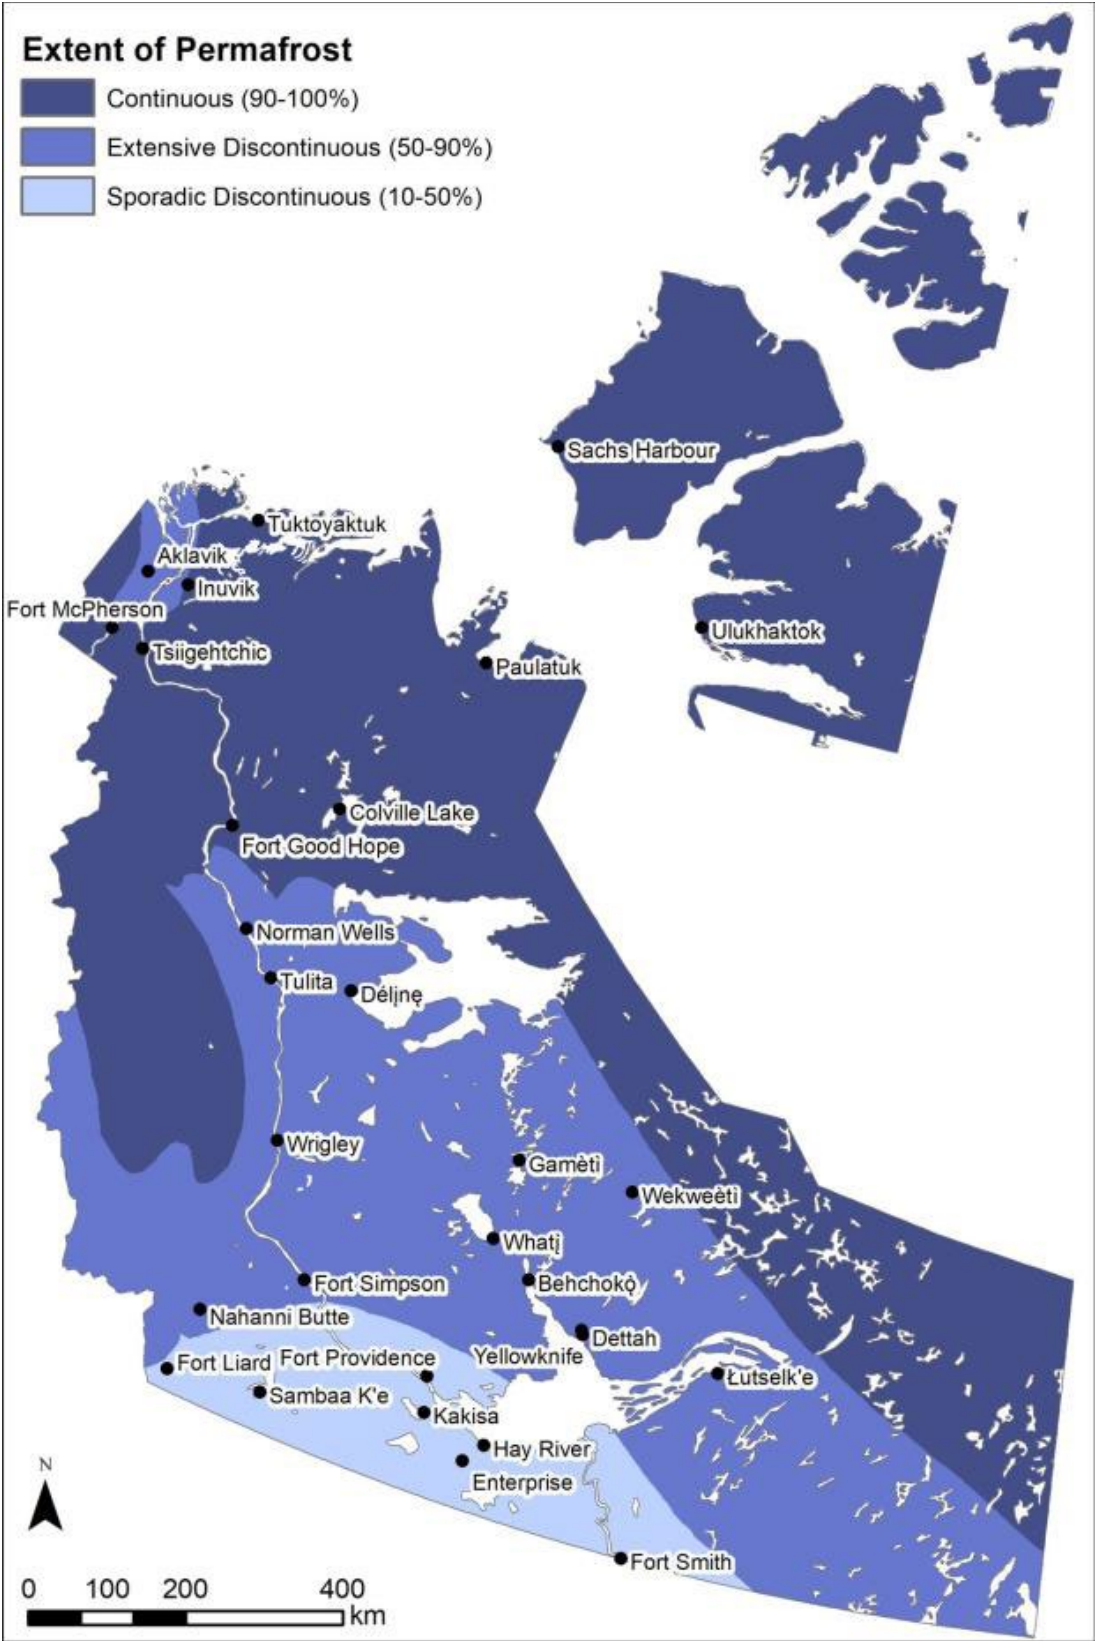 Extent of Permafrost
Continuous (90-100%)
Extensive Discontinuous (50-90%)
Sporadic Discontinuous (10-50%)
Sachs Harbour
Tuktoyaktuk
Aklavik
Inuvik
Fort McPherson
Tsiigehtchic
Ulukhaktok
Paulatuk
Colville Lake
Fort Good Hope
Norman Wells
Tulita
Délı̨nę
Wrigley
Gamètì
Wekweètì
Whatį̀
Fort Simpson
Behchokǫ̀
Nahanni Butte
Dettah
Yellowknife
Fort Liard
Fort Providence
Łutselk'e
Sambaa K'e
Kakisa
Hay River
Enterprise
Fort Smith
N
0 100 200 400
km